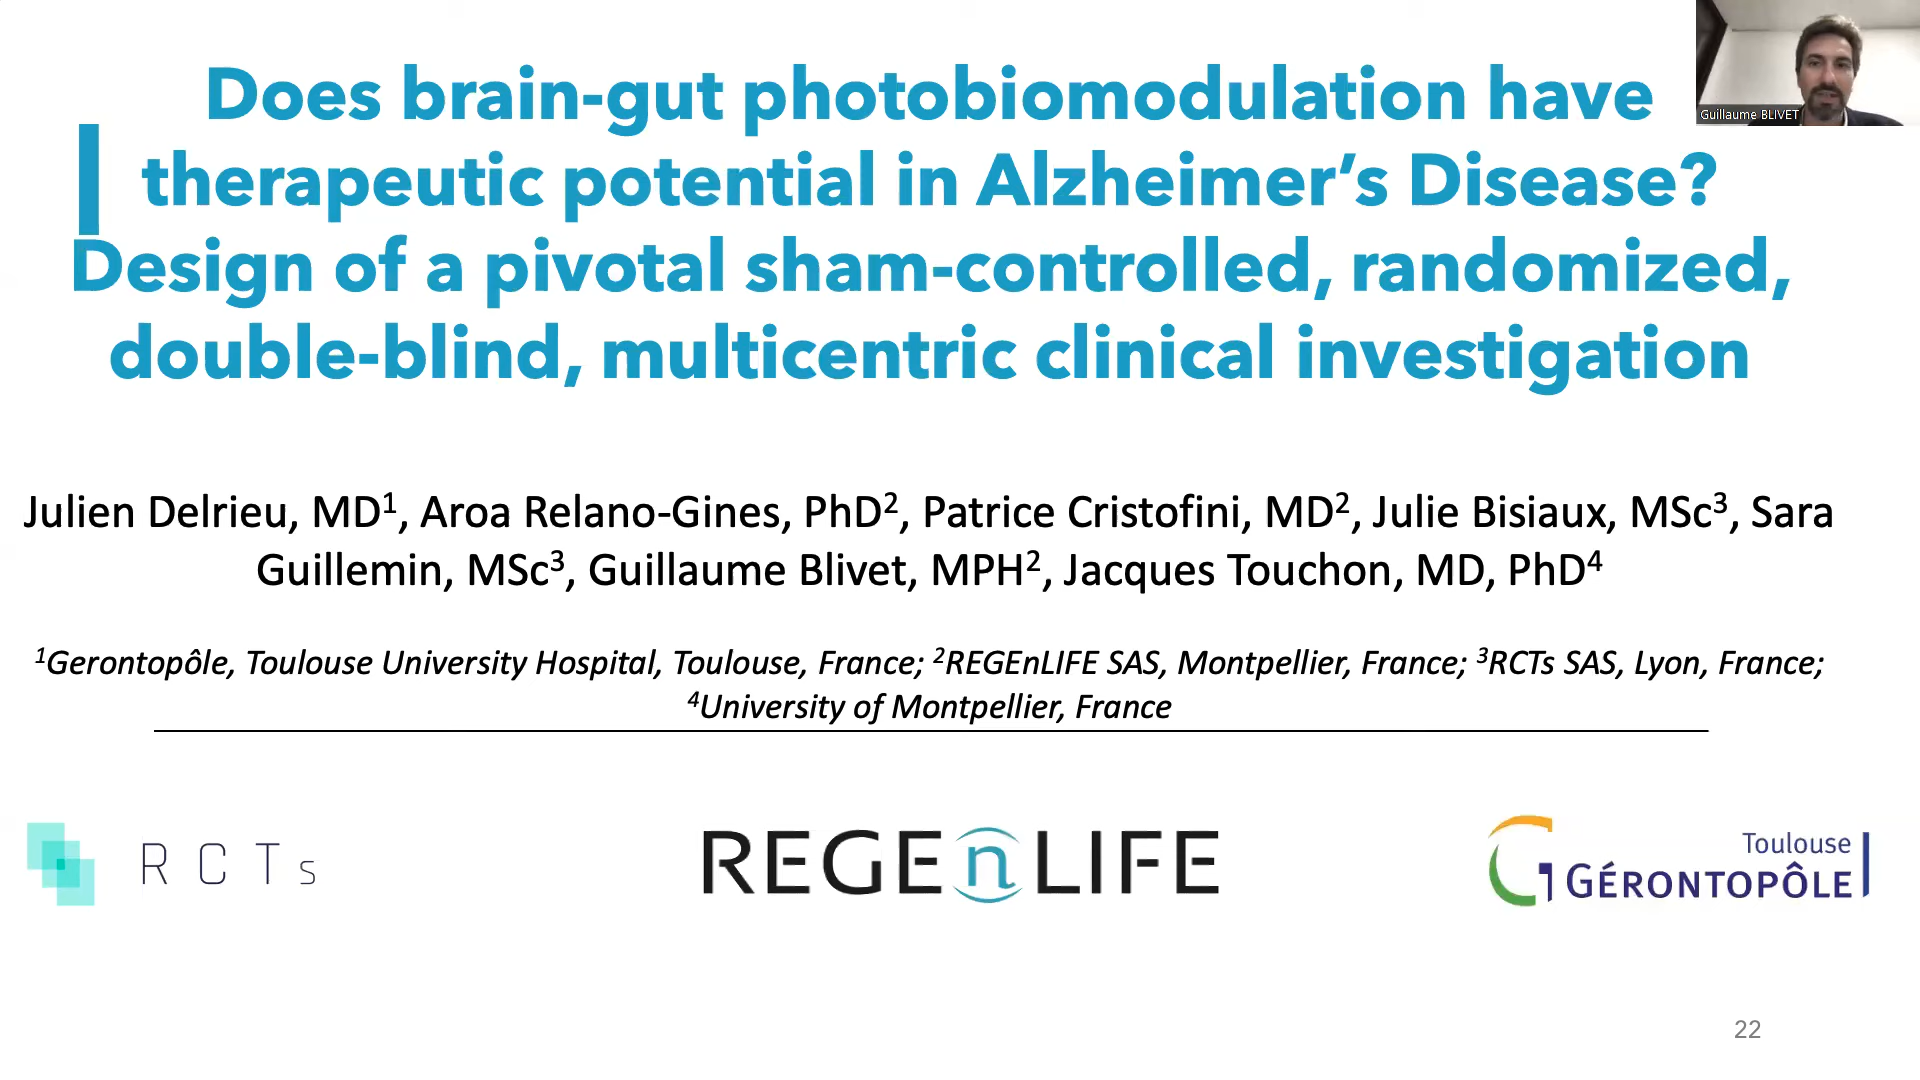 Does brain-gut photobiomodulation have
therapeutic potential in Alzheimer’s Disease?
Design of a pivotal sham-controlled, randomized,
double-blind, multicentric clinical investigation
Guillaume BLIVET
Julien Delrieu, MD¹, Aroa Relano-Gines, PhD², Patrice Cristofini, MD², Julie Bisiaux, MSc³, Sara
Guillemin, MSc³, Guillaume Blivet, MPH², Jacques Touchon, MD, PhD⁴
¹Gerontopôle, Toulouse University Hospital, Toulouse, France; ²REGEnLIFE SAS, Montpellier, France; ³RCTs SAS, Lyon, France;
⁴University of Montpellier, France
RCTs
REGEnLIFE
Toulouse
GÉRONTOPÔLE
22